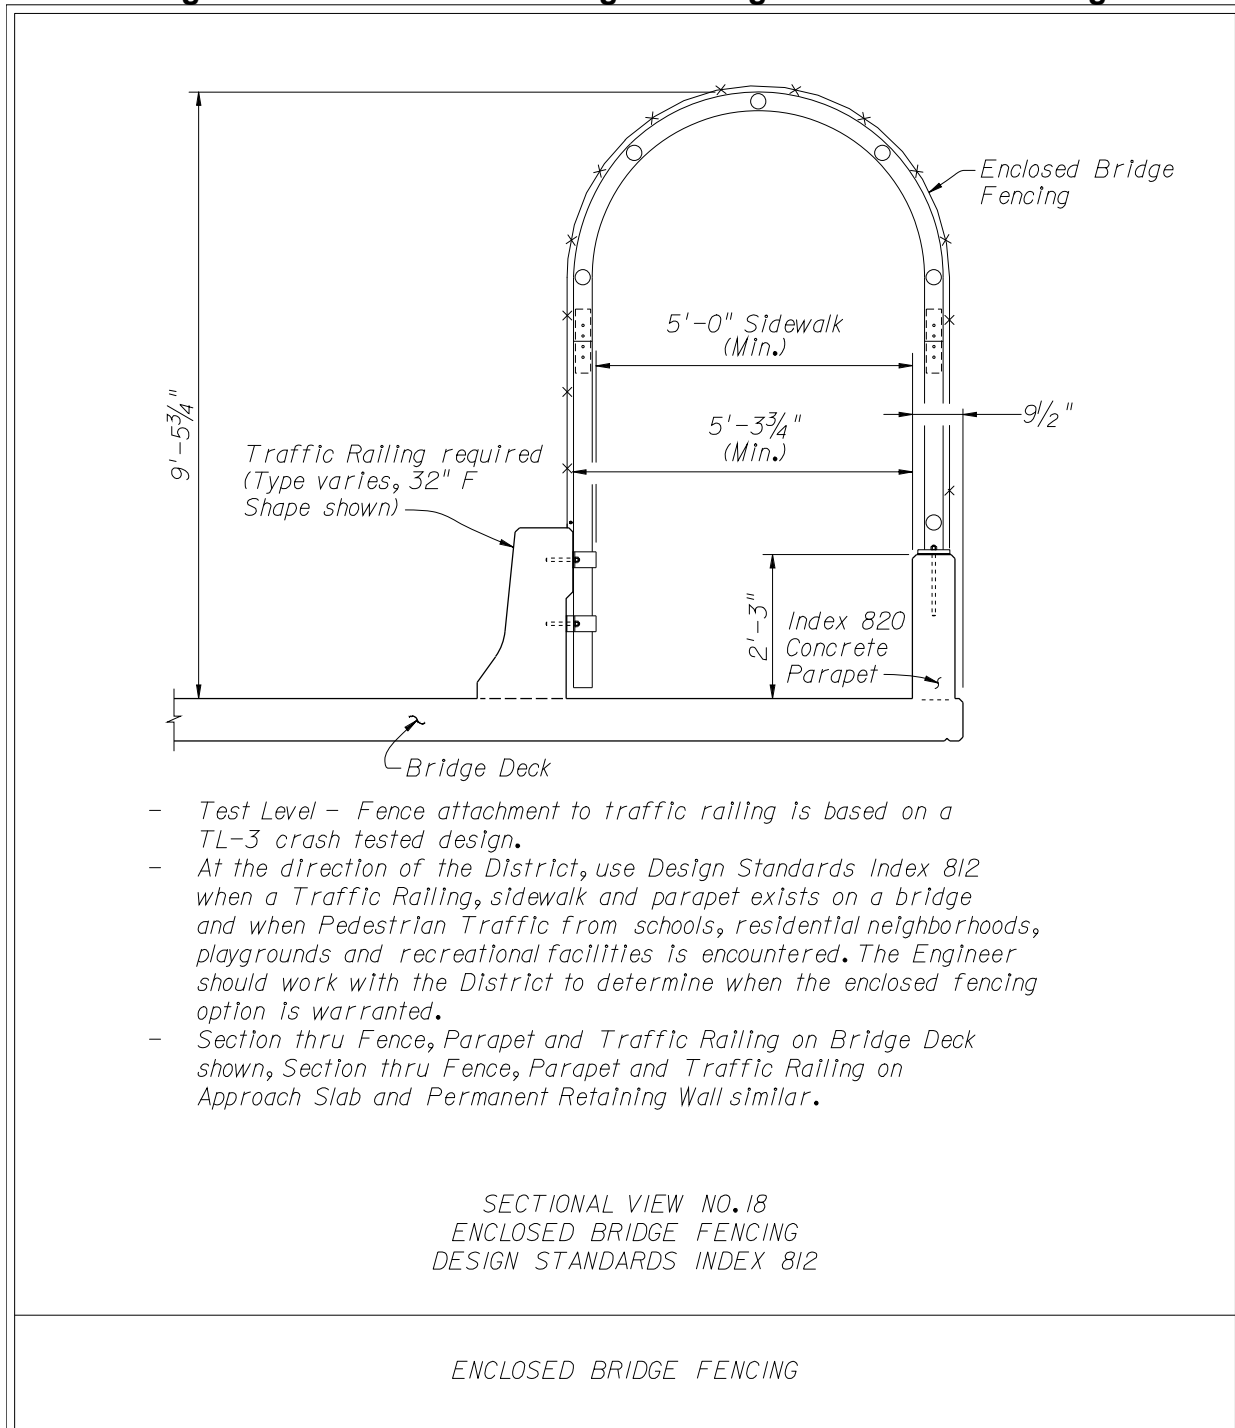 Enclosed Bridge
Fencing
5'-0" Sidewalk
(Min.)
9'-5¾"
5'-3¾"
(Min.)
9½"
Traffic Railing required
(Type varies, 32" F
Shape shown)
2'-3"
Index 820
Concrete
Parapet
Bridge Deck
- Test Level - Fence attachment to traffic railing is based on a
TL-3 crash tested design.
- At the direction of the District, use Design Standards Index 812
when a Traffic Railing, sidewalk and parapet exists on a bridge
and when Pedestrian Traffic from schools, residential neighborhoods,
playgrounds and recreational facilities is encountered. The Engineer
should work with the District to determine when the enclosed fencing
option is warranted.
- Section thru Fence, Parapet and Traffic Railing on Bridge Deck
shown, Section thru Fence, Parapet and Traffic Railing on
Approach Slab and Permanent Retaining Wall similar.
SECTIONAL VIEW NO. 18
ENCLOSED BRIDGE FENCING
DESIGN STANDARDS INDEX 812
ENCLOSED BRIDGE FENCING